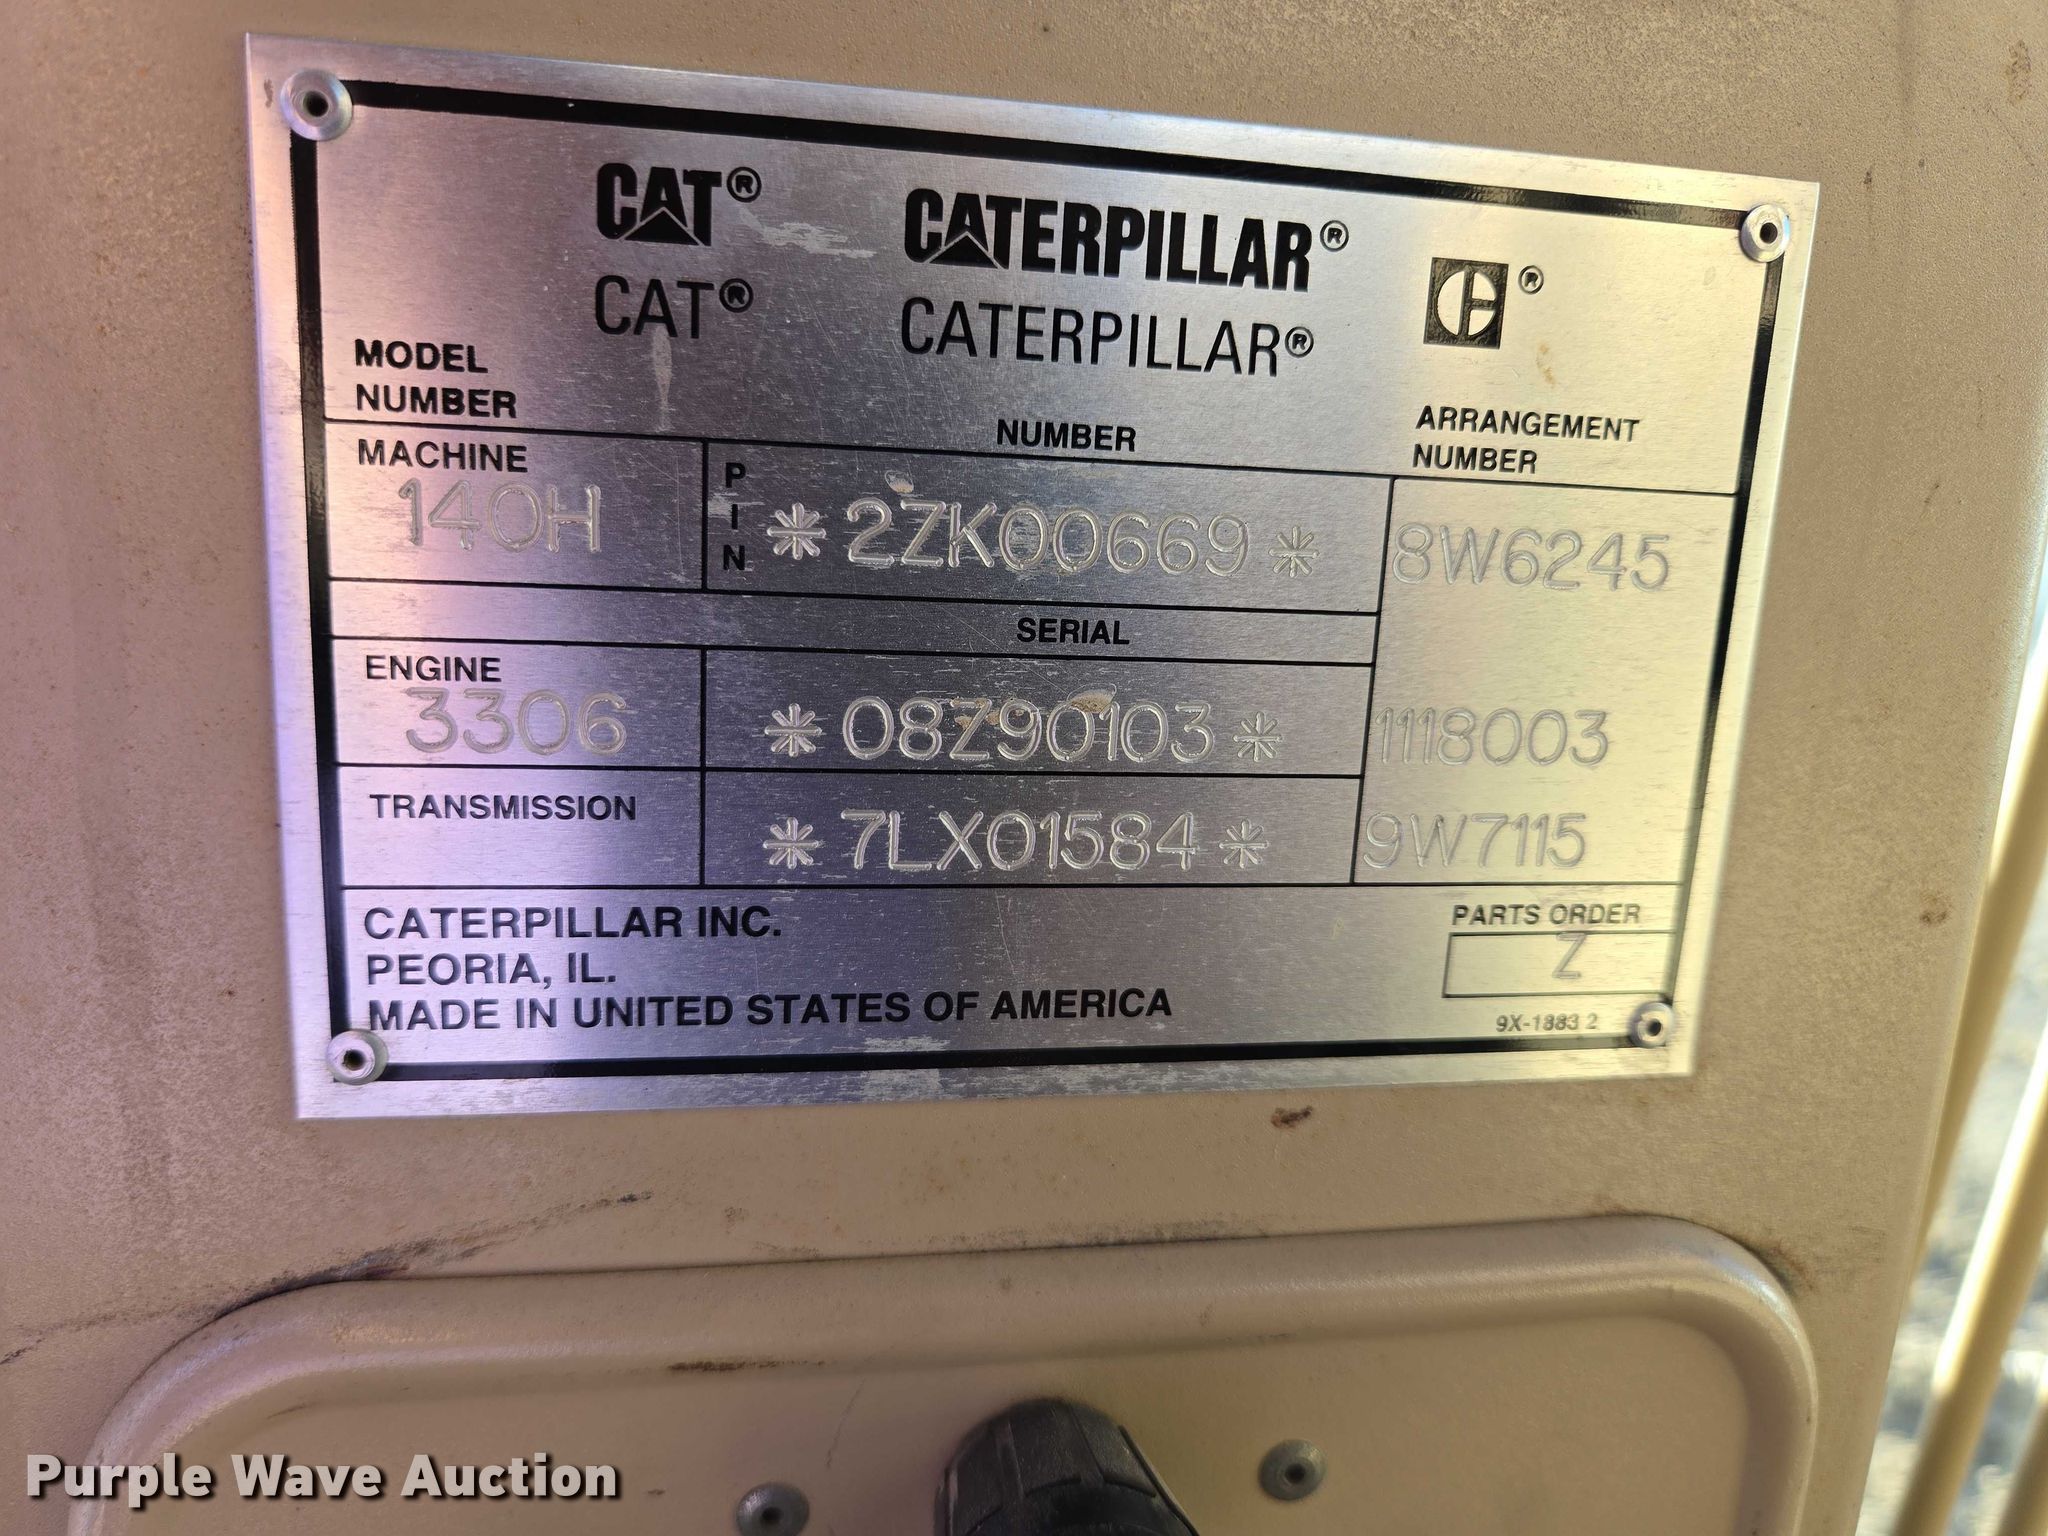 CAT® CATERPILLAR® ®
CAT® CATERPILLAR®
MODEL
NUMBER
NUMBER
ARRANGEMENT
NUMBER
MACHINE
140H
PIN
*2ZK00669*
8W6245
SERIAL
ENGINE
3306
*08Z90103*
1118003
TRANSMISSION
*7LX01584*
9W7115
CATERPILLAR INC.
PEORIA, IL.
MADE IN UNITED STATES OF AMERICA
PARTS ORDER
Z
9X-1883 2
Purple Wave Auction